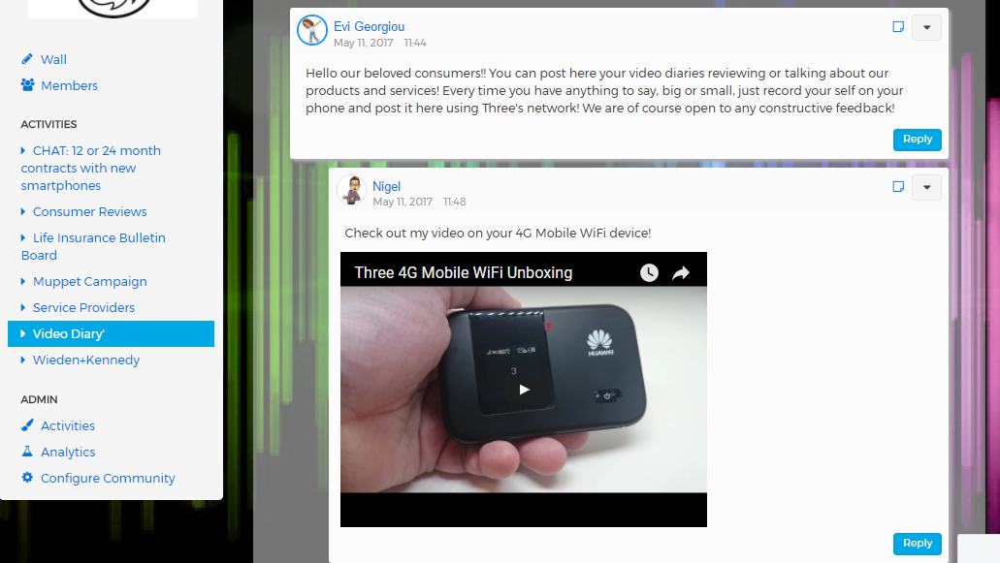 Wall
Members
ACTIVITIES
CHAT: 12 or 24 month
contracts with new
smartphones
Consumer Reviews
Life Insurance Bulletin
Board
Muppet Campaign
Service Providers
Video Diary'
Wieden+Kennedy
ADMIN
Activities
Analytics
Configure Community
Evi Georgiou
May 11, 2017 11:44
Hello our beloved consumers!! You can post here your video diaries reviewing or talking about our
products and services! Every time you have anything to say, big or small, just record your self on your
phone and post it here using Three's network! We are of course open to any constructive feedback!
Reply
Nigel
May 11, 2017 11:48
Check out my video on your 4G Mobile WiFi device!
Three 4G Mobile WiFi Unboxing
HUAWEI
3
Reply